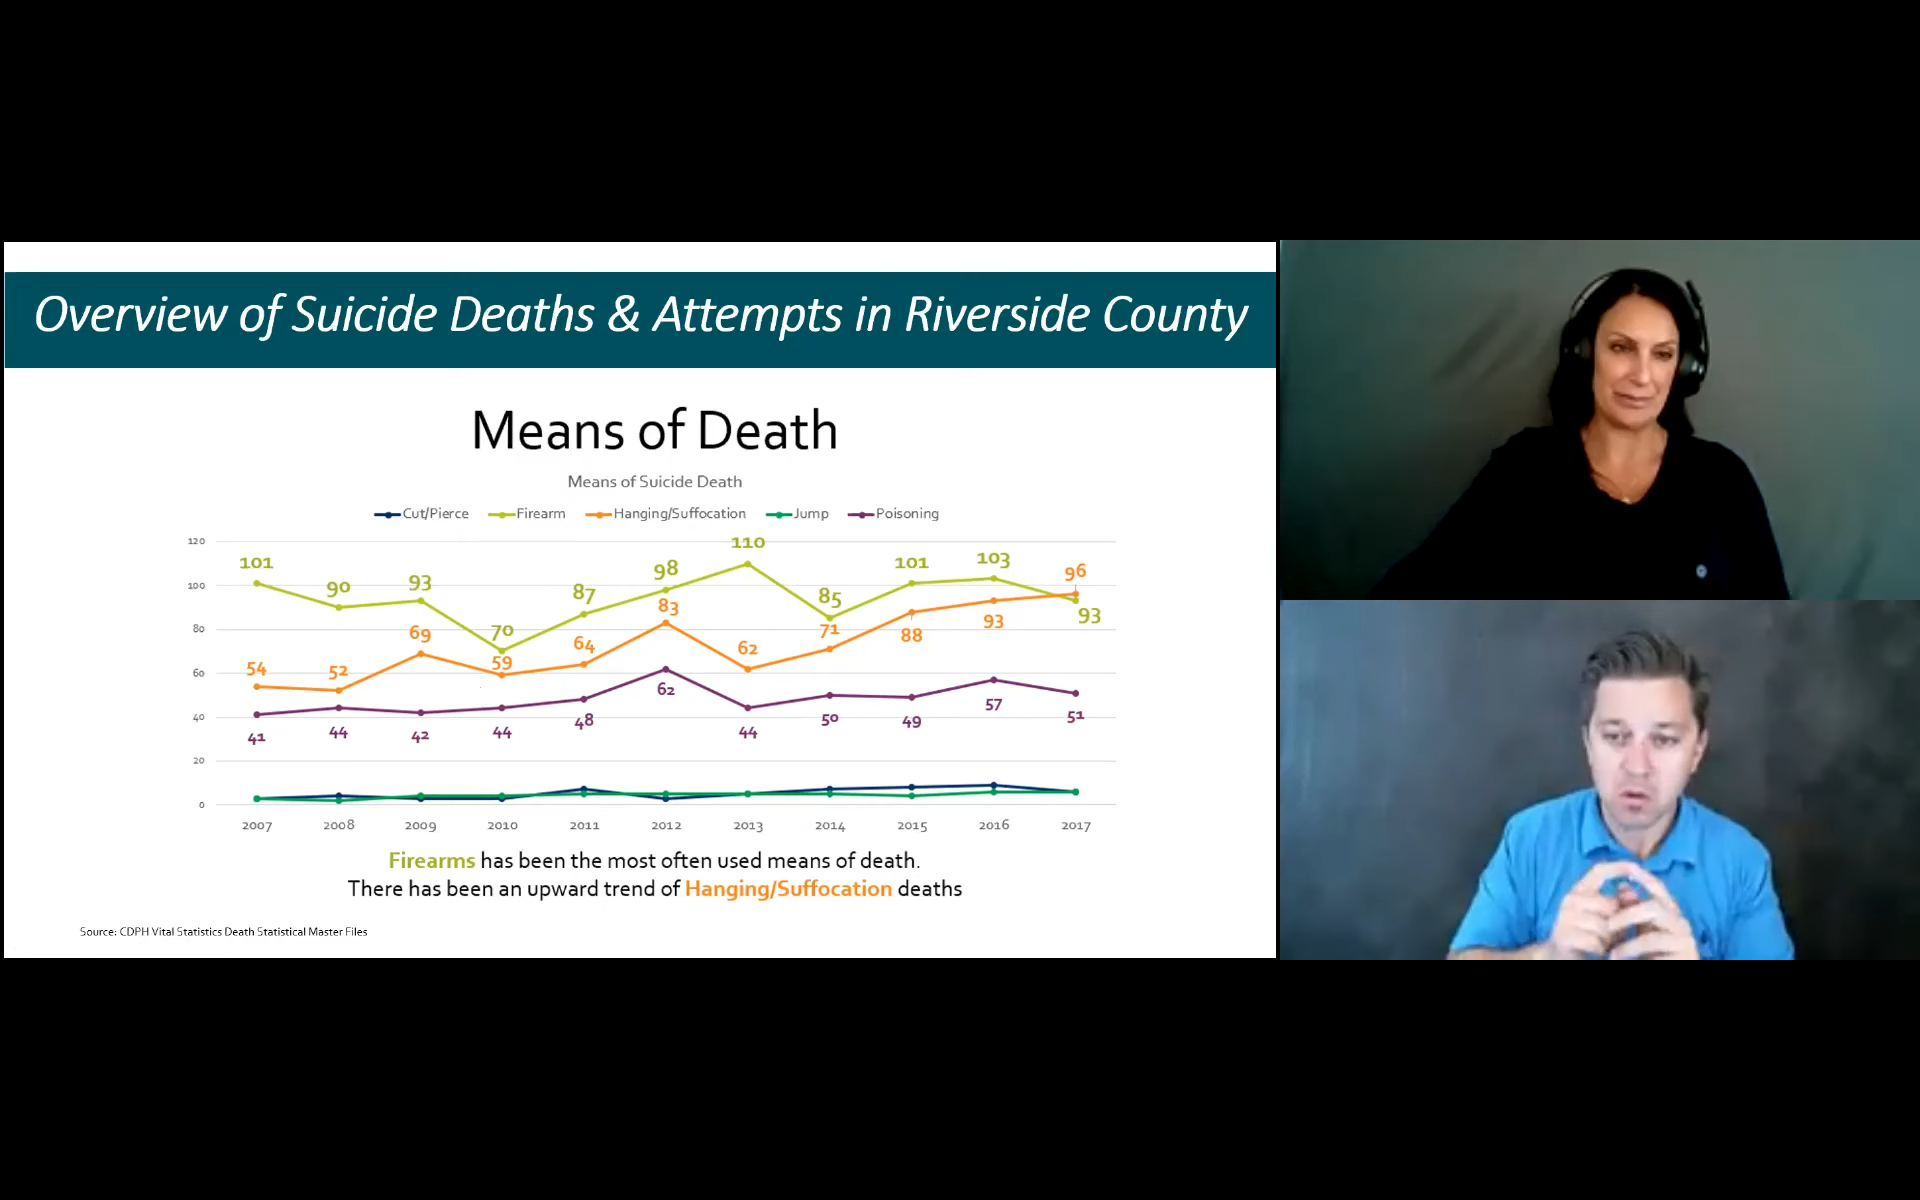 Overview of Suicide Deaths & Attempts in Riverside County
Means of Death
Means of Suicide Death
Cut/Pierce Firearm Hanging/Suffocation Jump Poisoning
120
100
80
60
40
20
0
101 90 93 70 87 98 110 85 101 103 93
54 52 69 59 64 83 62 71 88 93 96
41 44 42 44 48 62 44 50 49 57 51
2007 2008 2009 2010 2011 2012 2013 2014 2015 2016 2017
Firearms has been the most often used means of death.
There has been an upward trend of Hanging/Suffocation deaths
Source: CDPH Vital Statistics Death Statistical Master Files